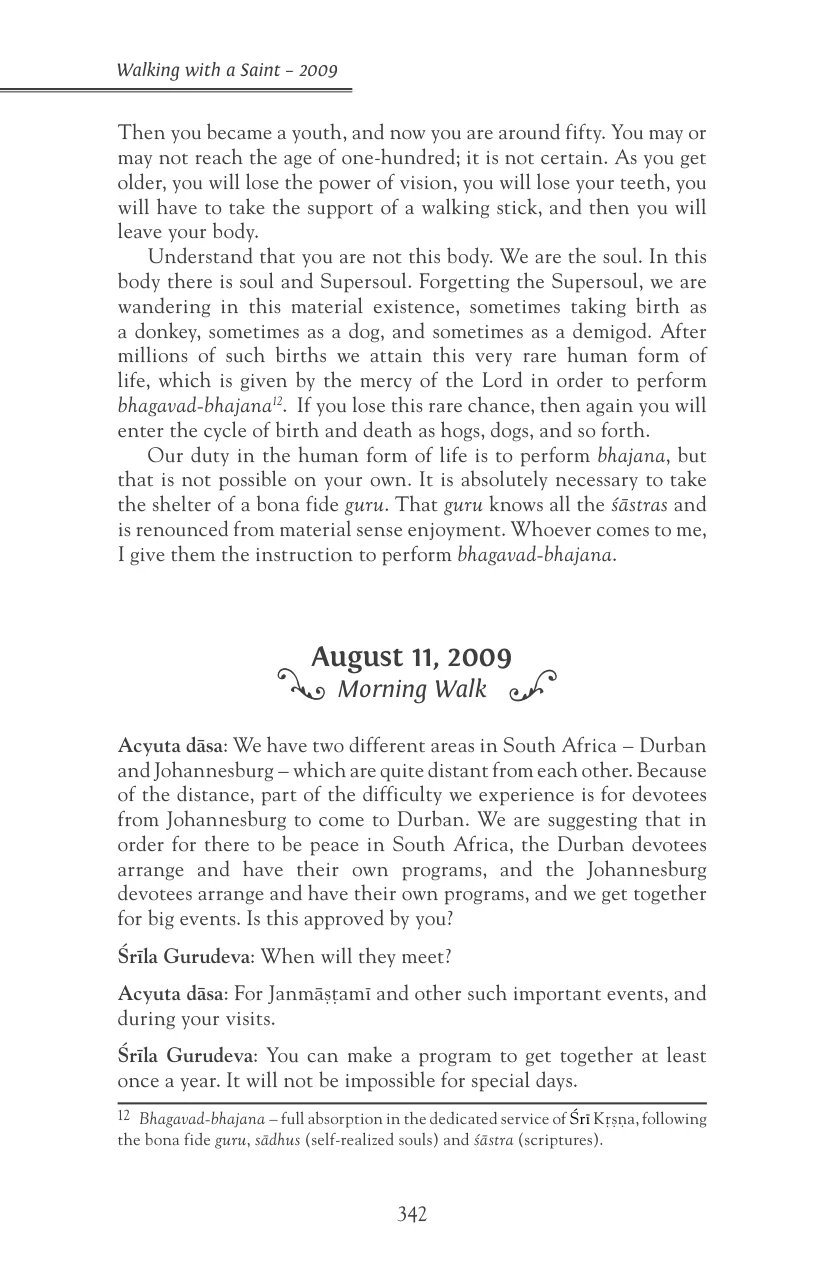 Walking with a Saint – 2009
Then you became a youth, and now you are around fifty. You may or
may not reach the age of one-hundred; it is not certain. As you get
older, you will lose the power of vision, you will lose your teeth, you
will have to take the support of a walking stick, and then you will
leave your body.
Understand that you are not this body. We are the soul. In this
body there is soul and Supersoul. Forgetting the Supersoul, we are
wandering in this material existence, sometimes taking birth as
a donkey, sometimes as a dog, and sometimes as a demigod. After
millions of such births we attain this very rare human form of
life, which is given by the mercy of the Lord in order to perform
bhagavad-bhajana¹². If you lose this rare chance, then again you will
enter the cycle of birth and death as hogs, dogs, and so forth.
Our duty in the human form of life is to perform bhajana, but
that is not possible on your own. It is absolutely necessary to take
the shelter of a bona fide guru. That guru knows all the śāstras and
is renounced from material sense enjoyment. Whoever comes to me,
I give them the instruction to perform bhagavad-bhajana.
August 11, 2009
Morning Walk
Acyuta dāsa: We have two different areas in South Africa – Durban
and Johannesburg – which are quite distant from each other. Because
of the distance, part of the difficulty we experience is for devotees
from Johannesburg to come to Durban. We are suggesting that in
order for there to be peace in South Africa, the Durban devotees
arrange and have their own programs, and the Johannesburg
devotees arrange and have their own programs, and we get together
for big events. Is this approved by you?
Śrīla Gurudeva: When will they meet?
Acyuta dāsa: For Janmāṣṭamī and other such important events, and
during your visits.
Śrīla Gurudeva: You can make a program to get together at least
once a year. It will not be impossible for special days.
12 Bhagavad-bhajana – full absorption in the dedicated service of Śrī Kṛṣṇa, following
the bona fide guru, sādhus (self-realized souls) and śāstra (scriptures).
342